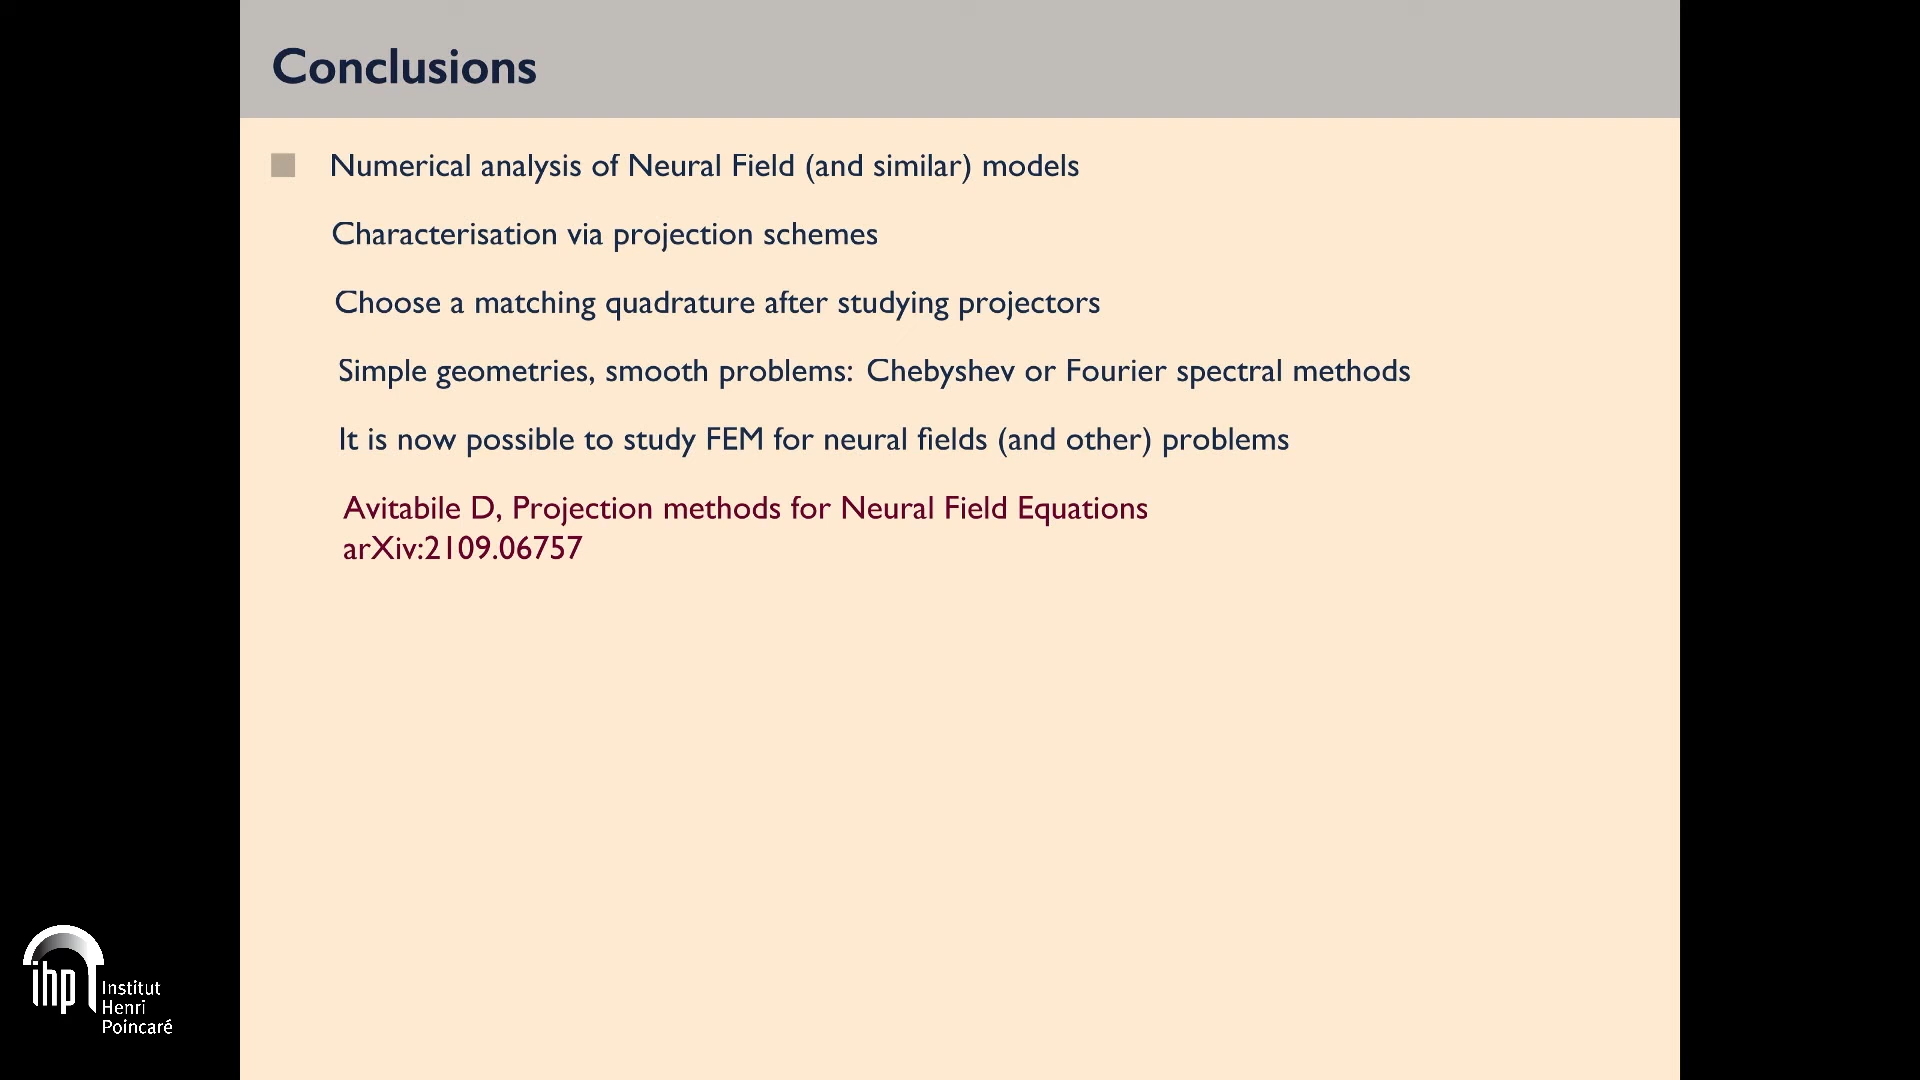 Conclusions
Numerical analysis of Neural Field (and similar) models
Characterisation via projection schemes
Choose a matching quadrature after studying projectors
Simple geometries, smooth problems: Chebyshev or Fourier spectral methods
It is now possible to study FEM for neural fields (and other) problems
Avitabile D, Projection methods for Neural Field Equations
arXiv:2109.06757
ihp
Institut
Henri
Poincaré